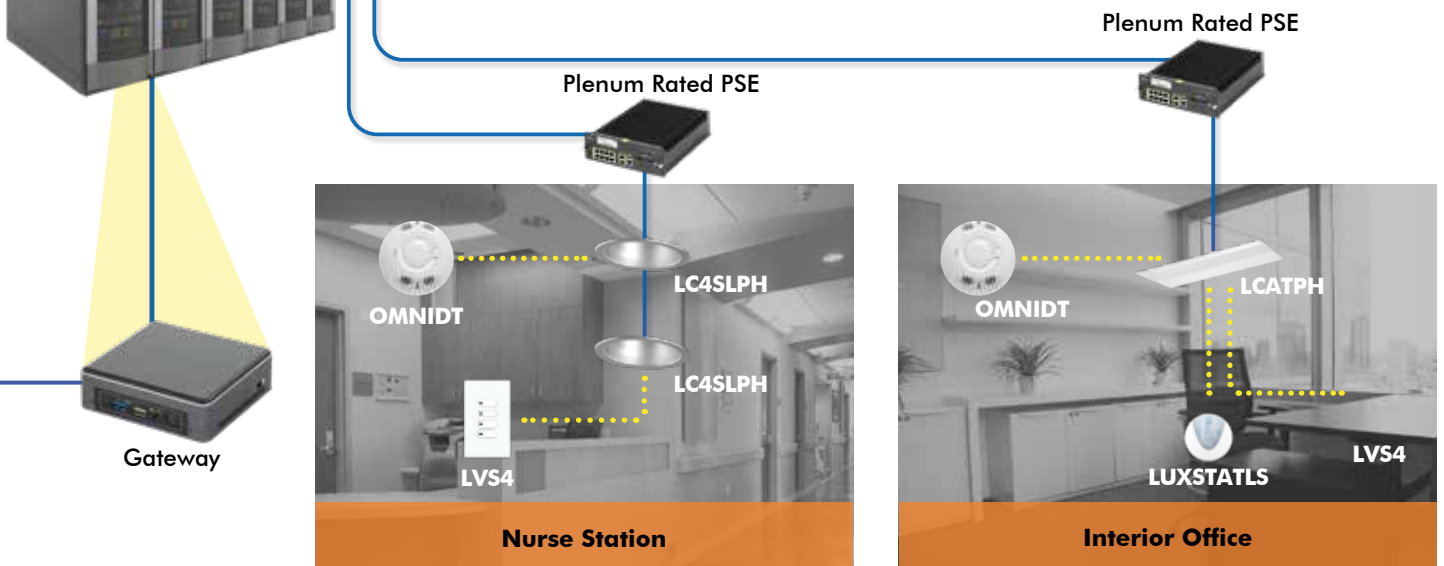 Plenum Rated PSE
Plenum Rated PSE
OMNIDT
LC4SLPH
LC4SLPH
LVS4
Nurse Station
OMNIDT
LCATPH
LUXSTATLS
LVS4
Interior Office
Gateway